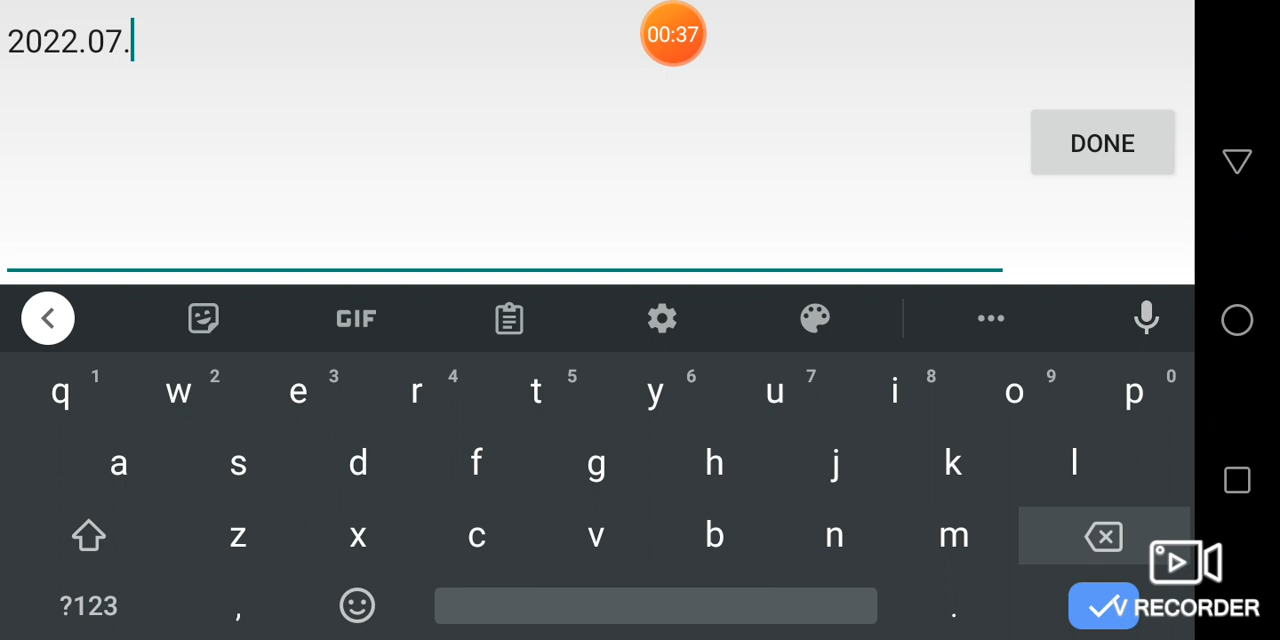 2022.07.
00:37
DONE
GIF
q 1 w 2 e 3 r 4 t 5 y 6 u 7 i 8 o 9 p 0
a s d f g h j k l
z x c v b n m
?123 , .
V RECORDER